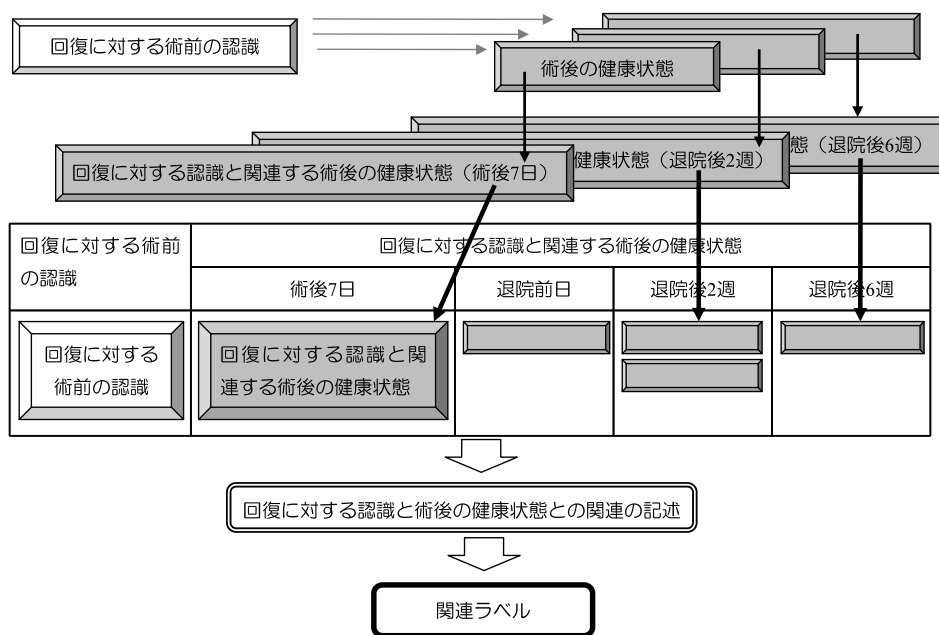 回復に対する術前の認識
術後の健康状態
回復に対する認識と関連する術後の健康状態（術後7日）
健康状態（退院後2週）
態（退院後6週）
回復に対する術前
の認識
回復に対する認識と関連する術後の健康状態
術後7日
退院前日
退院後2週
退院後6週
回復に対する
術前の認識
回復に対する認識と関
連する術後の健康状態
回復に対する認識と術後の健康状態との関連の記述
関連ラベル